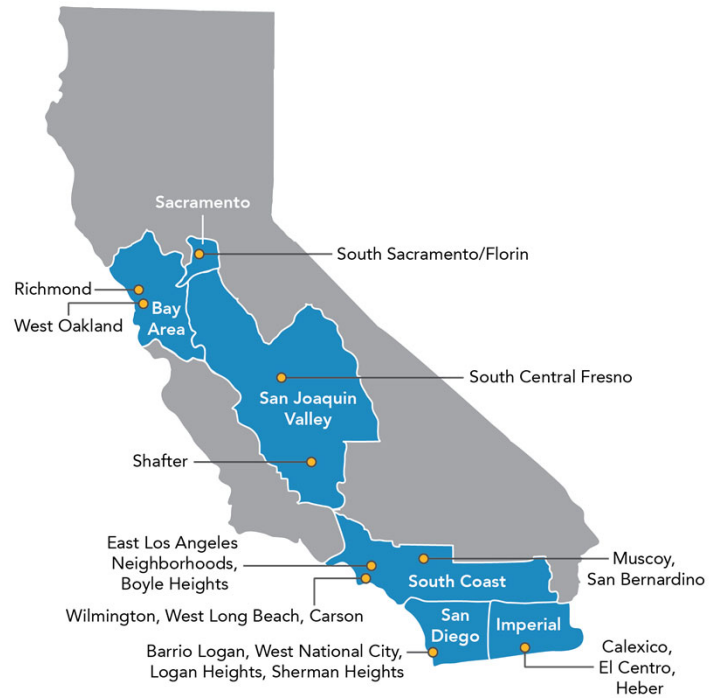 Sacramento
South Sacramento/Florin
Richmond
West Oakland
Bay
Area
South Central Fresno
San Joaquin
Valley
Shafter
East Los Angeles
Neighborhoods,
Boyle Heights
Muscoy,
San Bernardino
South Coast
Wilmington, West Long Beach, Carson
San
Diego
Imperial
Barrio Logan, West National City,
Logan Heights, Sherman Heights
Calexico,
El Centro,
Heber